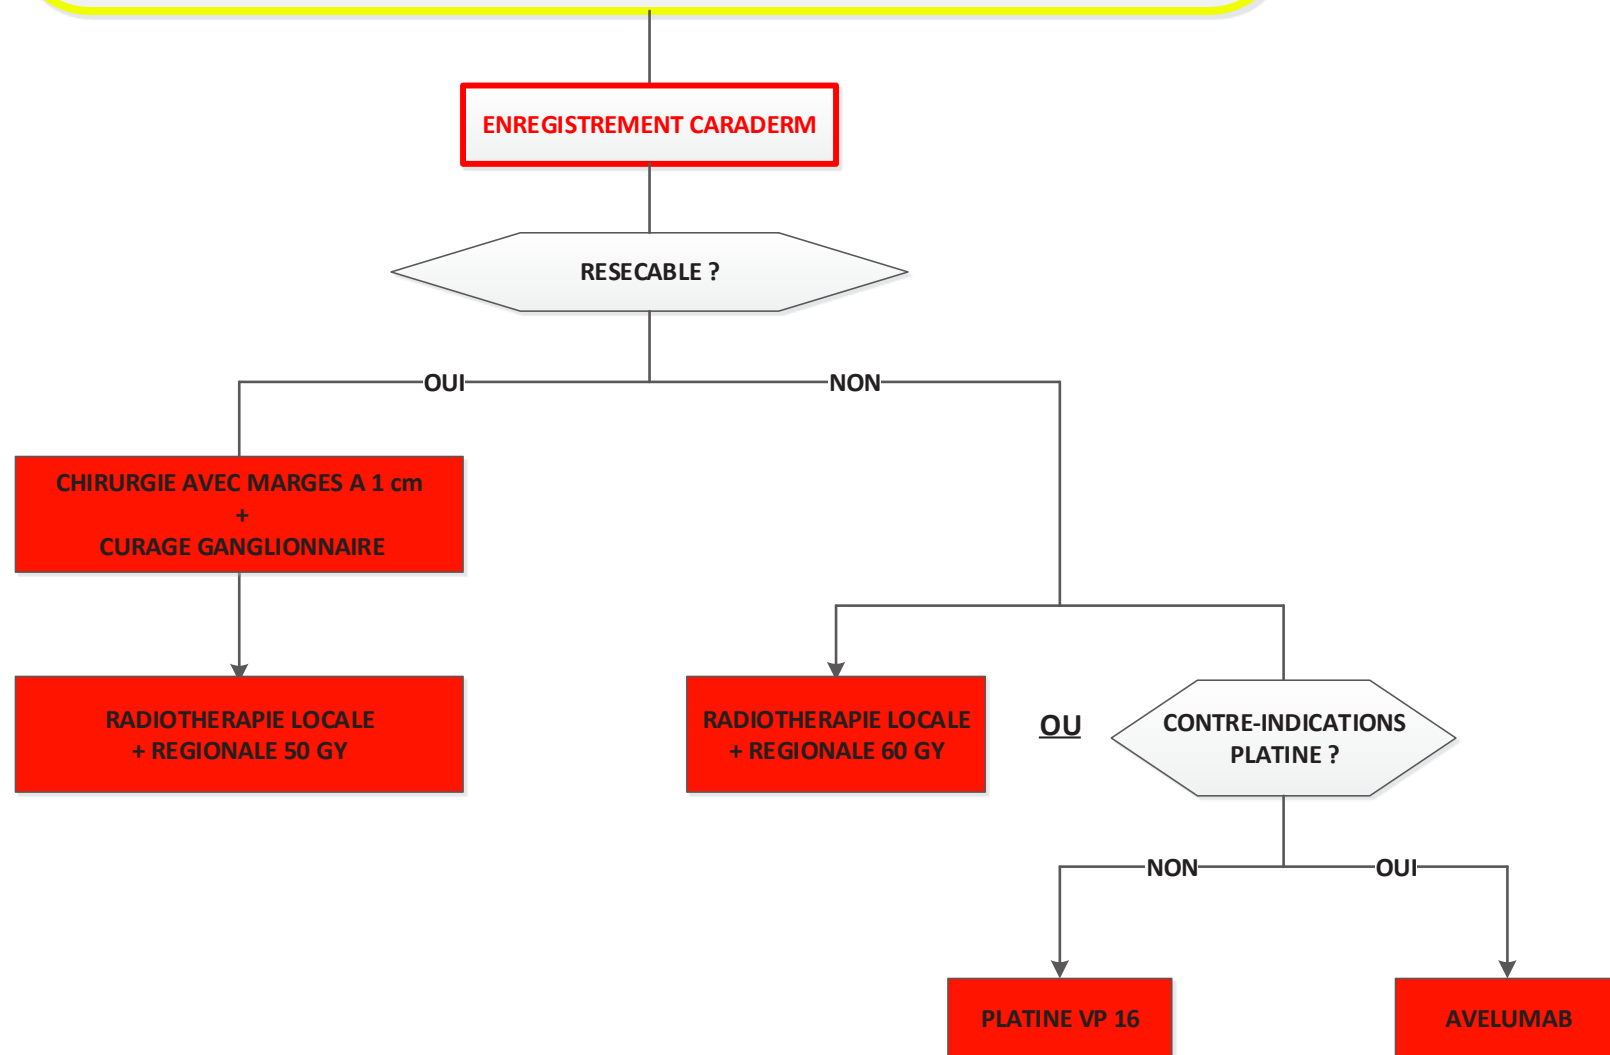 ENREGISTREMENT CARADERM
RESECABLE ?
OUI
NON
CHIRURGIE AVEC MARGES A 1 cm
+
CURAGE GANGLIONNAIRE
RADIOTHERAPIE LOCALE
+ REGIONALE 50 GY
RADIOTHERAPIE LOCALE
+ REGIONALE 60 GY
OU
CONTRE-INDICATIONS
PLATINE ?
NON
OUI
PLATINE VP 16
AVELUMAB